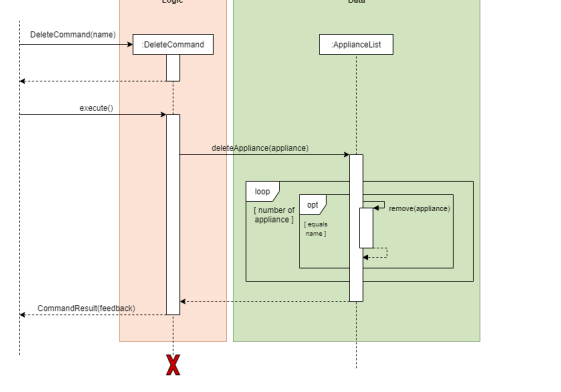 Logic
Data
DeleteCommand(name)
:DeleteCommand
:ApplianceList
execute()
deleteAppliance(appliance)
loop
[ number of
appliance ]
opt
[ equals
name ]
remove(appliance)
CommandResult(feedback)
X